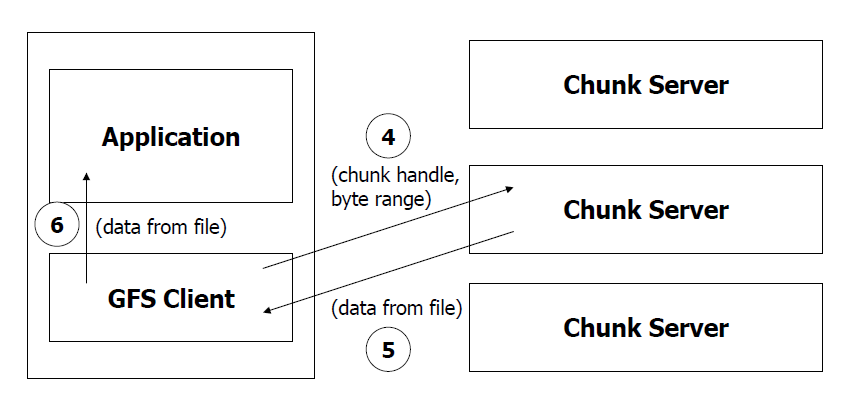 Application
6
(data from file)
GFS Client
4
(chunk handle,
byte range)
(data from file)
5
Chunk Server
Chunk Server
Chunk Server